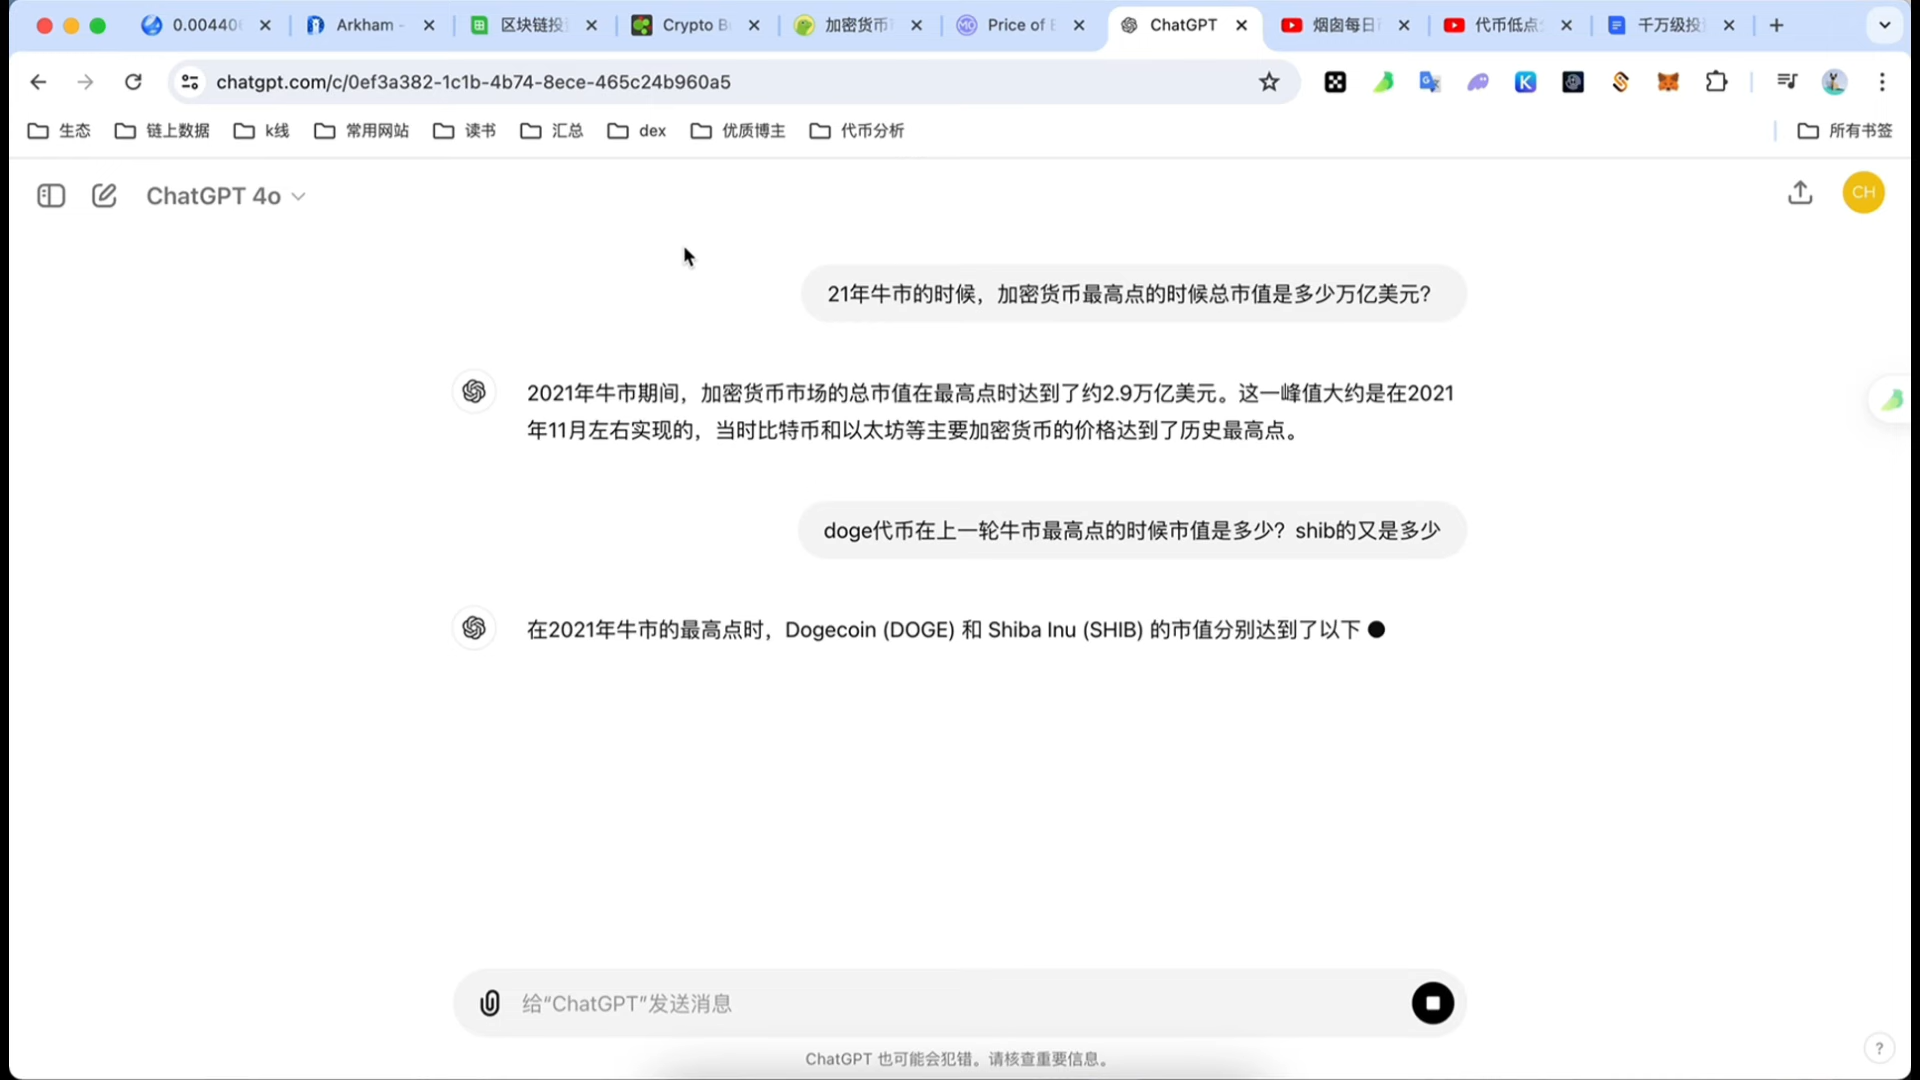 0.00440
Arkham -
区块链投
Crypto B
加密货币
Price of E
ChatGPT
烟囱每日
代币低点
千万级投
chatgpt.com/c/0ef3a382-1c1b-4b74-8ece-465c24b960a5
生态
链上数据
k线
常用网站
读书
汇总
dex
优质博主
代币分析
所有书签
ChatGPT 4o
CH
21年牛市的时候，加密货币最高点的时候总市值是多少万亿美元？
2021年牛市期间，加密货币市场的总市值在最高点时达到了约2.9万亿美元。这一峰值大约是在2021
年11月左右实现的，当时比特币和以太坊等主要加密货币的价格达到了历史最高点。
doge代币在上一轮牛市最高点的时候市值是多少？shib的又是多少
在2021年牛市的最高点时，Dogecoin (DOGE) 和 Shiba Inu (SHIB) 的市值分别达到了以下
给“ChatGPT”发送消息
ChatGPT 也可能会犯错。请核查重要信息。
?